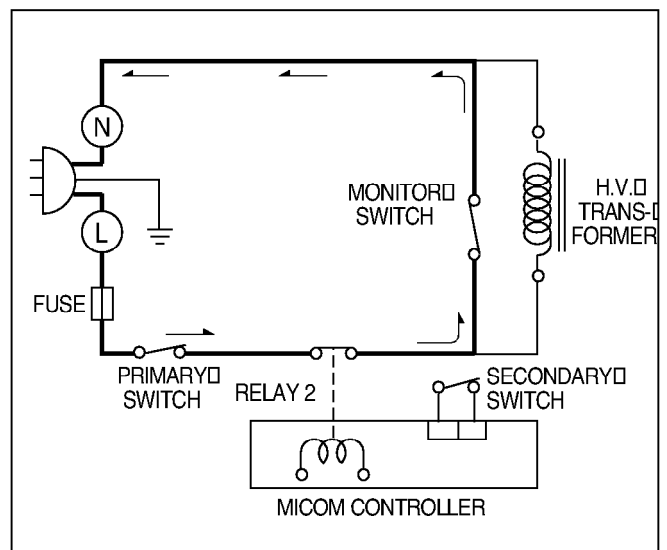 N
MONITOR□
SWITCH
H.V.□
TRANS-□
FORMER
L
FUSE
PRIMARY□
SWITCH
RELAY 2
SECONDARY□
SWITCH
MICOM CONTROLLER